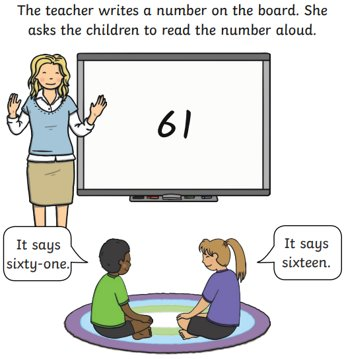 The teacher writes a number on the board. She
asks the children to read the number aloud.
61
It says
sixty-one.
It says
sixteen.